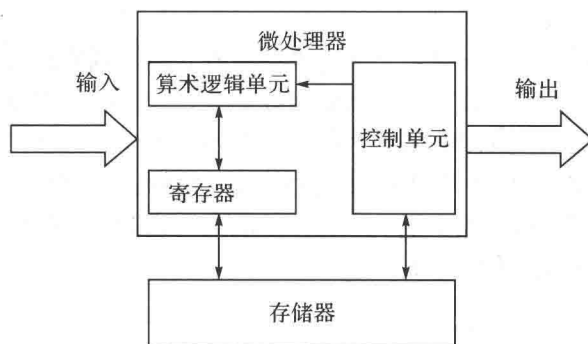 微处理器
输入
算术逻辑单元
输出
控制单元
寄存器
存储器